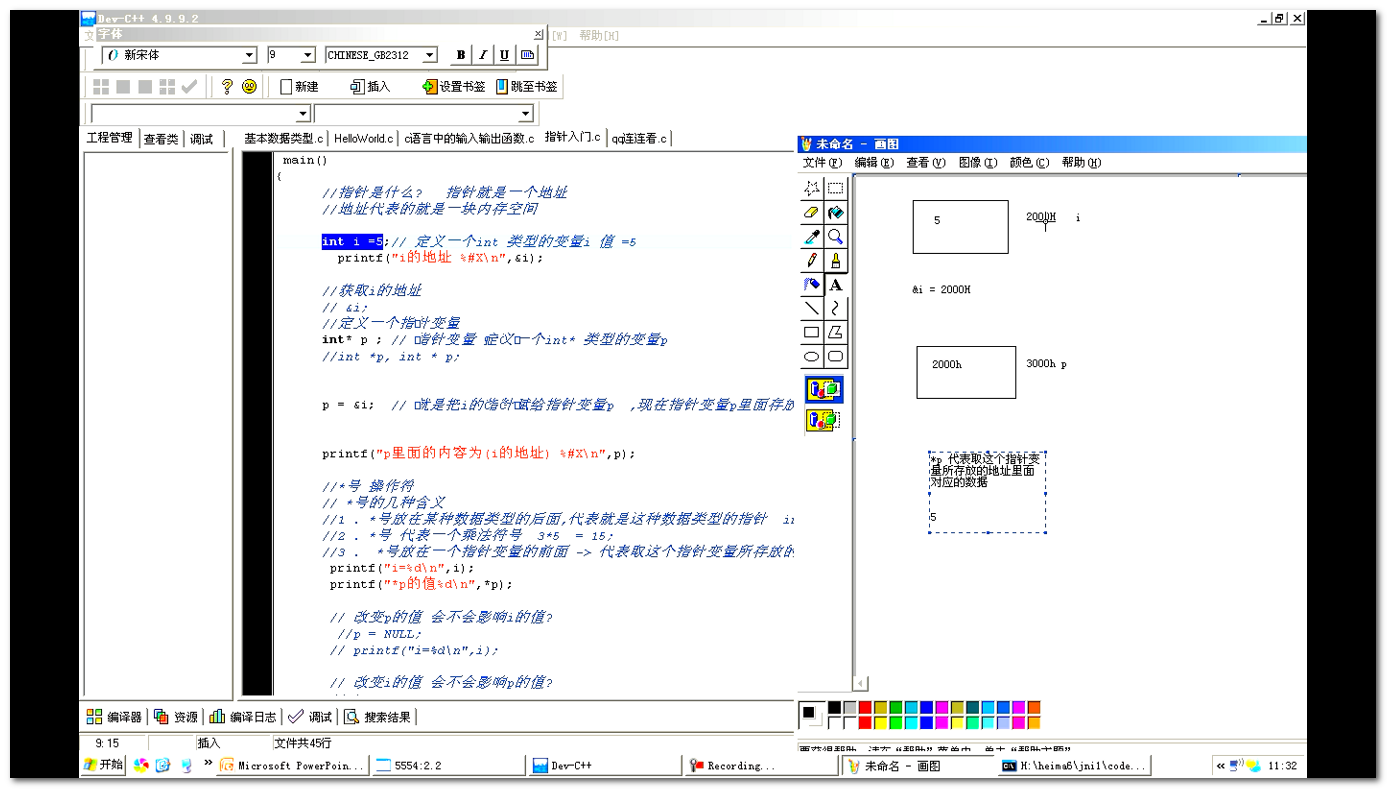 Dev-C++ 4.9.9.2
字体
[W] 帮助[H]
新宋体 9 CHINESE_GB2312 B I U
新建 插入 设置书签 跳至书签
工程管理 查看类 调试
基本数据类型.c HelloWorld.c c语言中的输入输出函数.c 指针入门.c qq连连看.c
main()
{
//指针是什么? 指针就是一个地址
//地址代表的就是一块内存空间
int i =5;// 定义一个int 类型的变量i 值 =5
printf("i的地址 %#X\n",&i);
//获取i的地址
// &i;
//定义一个指针变量
int* p ; // 指针变量 定义一个int* 类型的变量p
//int *p, int * p;
p = &i; // 就是把i的 给指针变量p ,现在指针变量p里面存放
printf("p里面的内容为(i的地址) %#X\n",p);
//*号 操作符
// *号的几种含义
//1 . *号放在某种数据类型的后面,代表就是这种数据类型的指针 in
//2 . *号 代表一个乘法符号 3*5 = 15;
//3 . *号放在一个指针变量的前面 -> 代表取这个指针变量所存放的
printf("i=%d\n",i);
printf("*p的值%d\n",*p);
// 改变p的值 会不会影响i的值?
//p = NULL;
// printf("i=%d\n",i);
// 改变i的值 会不会影响p的值?
编译器 资源 编译日志 调试 搜索结果
9: 15 插入 文件共45行
未命名 - 画图
文件(F) 编辑(E) 查看(V) 图像(I) 颜色(C) 帮助(H)
A
5 2000H i
&i = 2000H
2000h 3000h p
*p 代表取这个指针变
量所存放的地址里面
对应的数据
5
要获得帮助,请在“帮助”菜单中,单击“帮助主题”
开始 » Microsoft PowerPoin... 5554:2.2 Dev-C++ Recording... 未命名 - 画图 H:\heima6\jni1\code... « 11:32